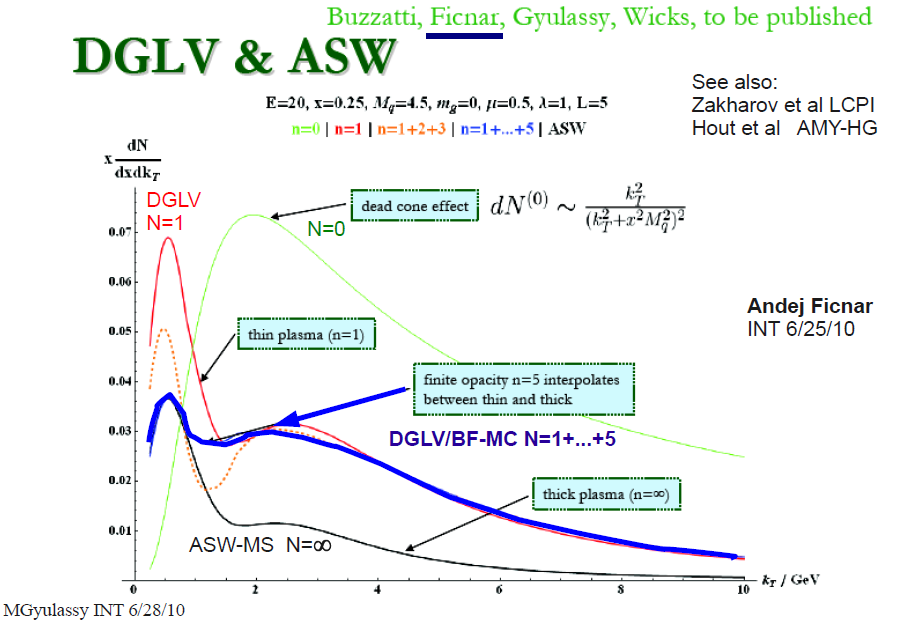 Buzzatti, Ficnar, Gyulassy, Wicks, to be published
DGLV & ASW
See also:
Zakharov et al LCPI
Hout et al AMY-HG
E=20, x=0.25, M_q=4.5, m_g=0, μ=0.5, λ=1, L=5
n=0 | n=1 | n=1+2+3 | n=1+...+5 | ASW
x dN/dxdk_T
DGLV
N=1
dead cone effect
dN^(0) ~ k_T^2/(k_T^2+x^2M_q^2)^2
N=0
0.07
0.06
Andej Ficnar
INT 6/25/10
0.05
thin plasma (n=1)
0.04
finite opacity n=5 interpolates
between thin and thick
0.03
DGLV/BF-MC N=1+...+5
0.02
thick plasma (n=∞)
0.01
ASW-MS N=∞
0 2 4 6 8 10
k_T / GeV
MGyulassy INT 6/28/10